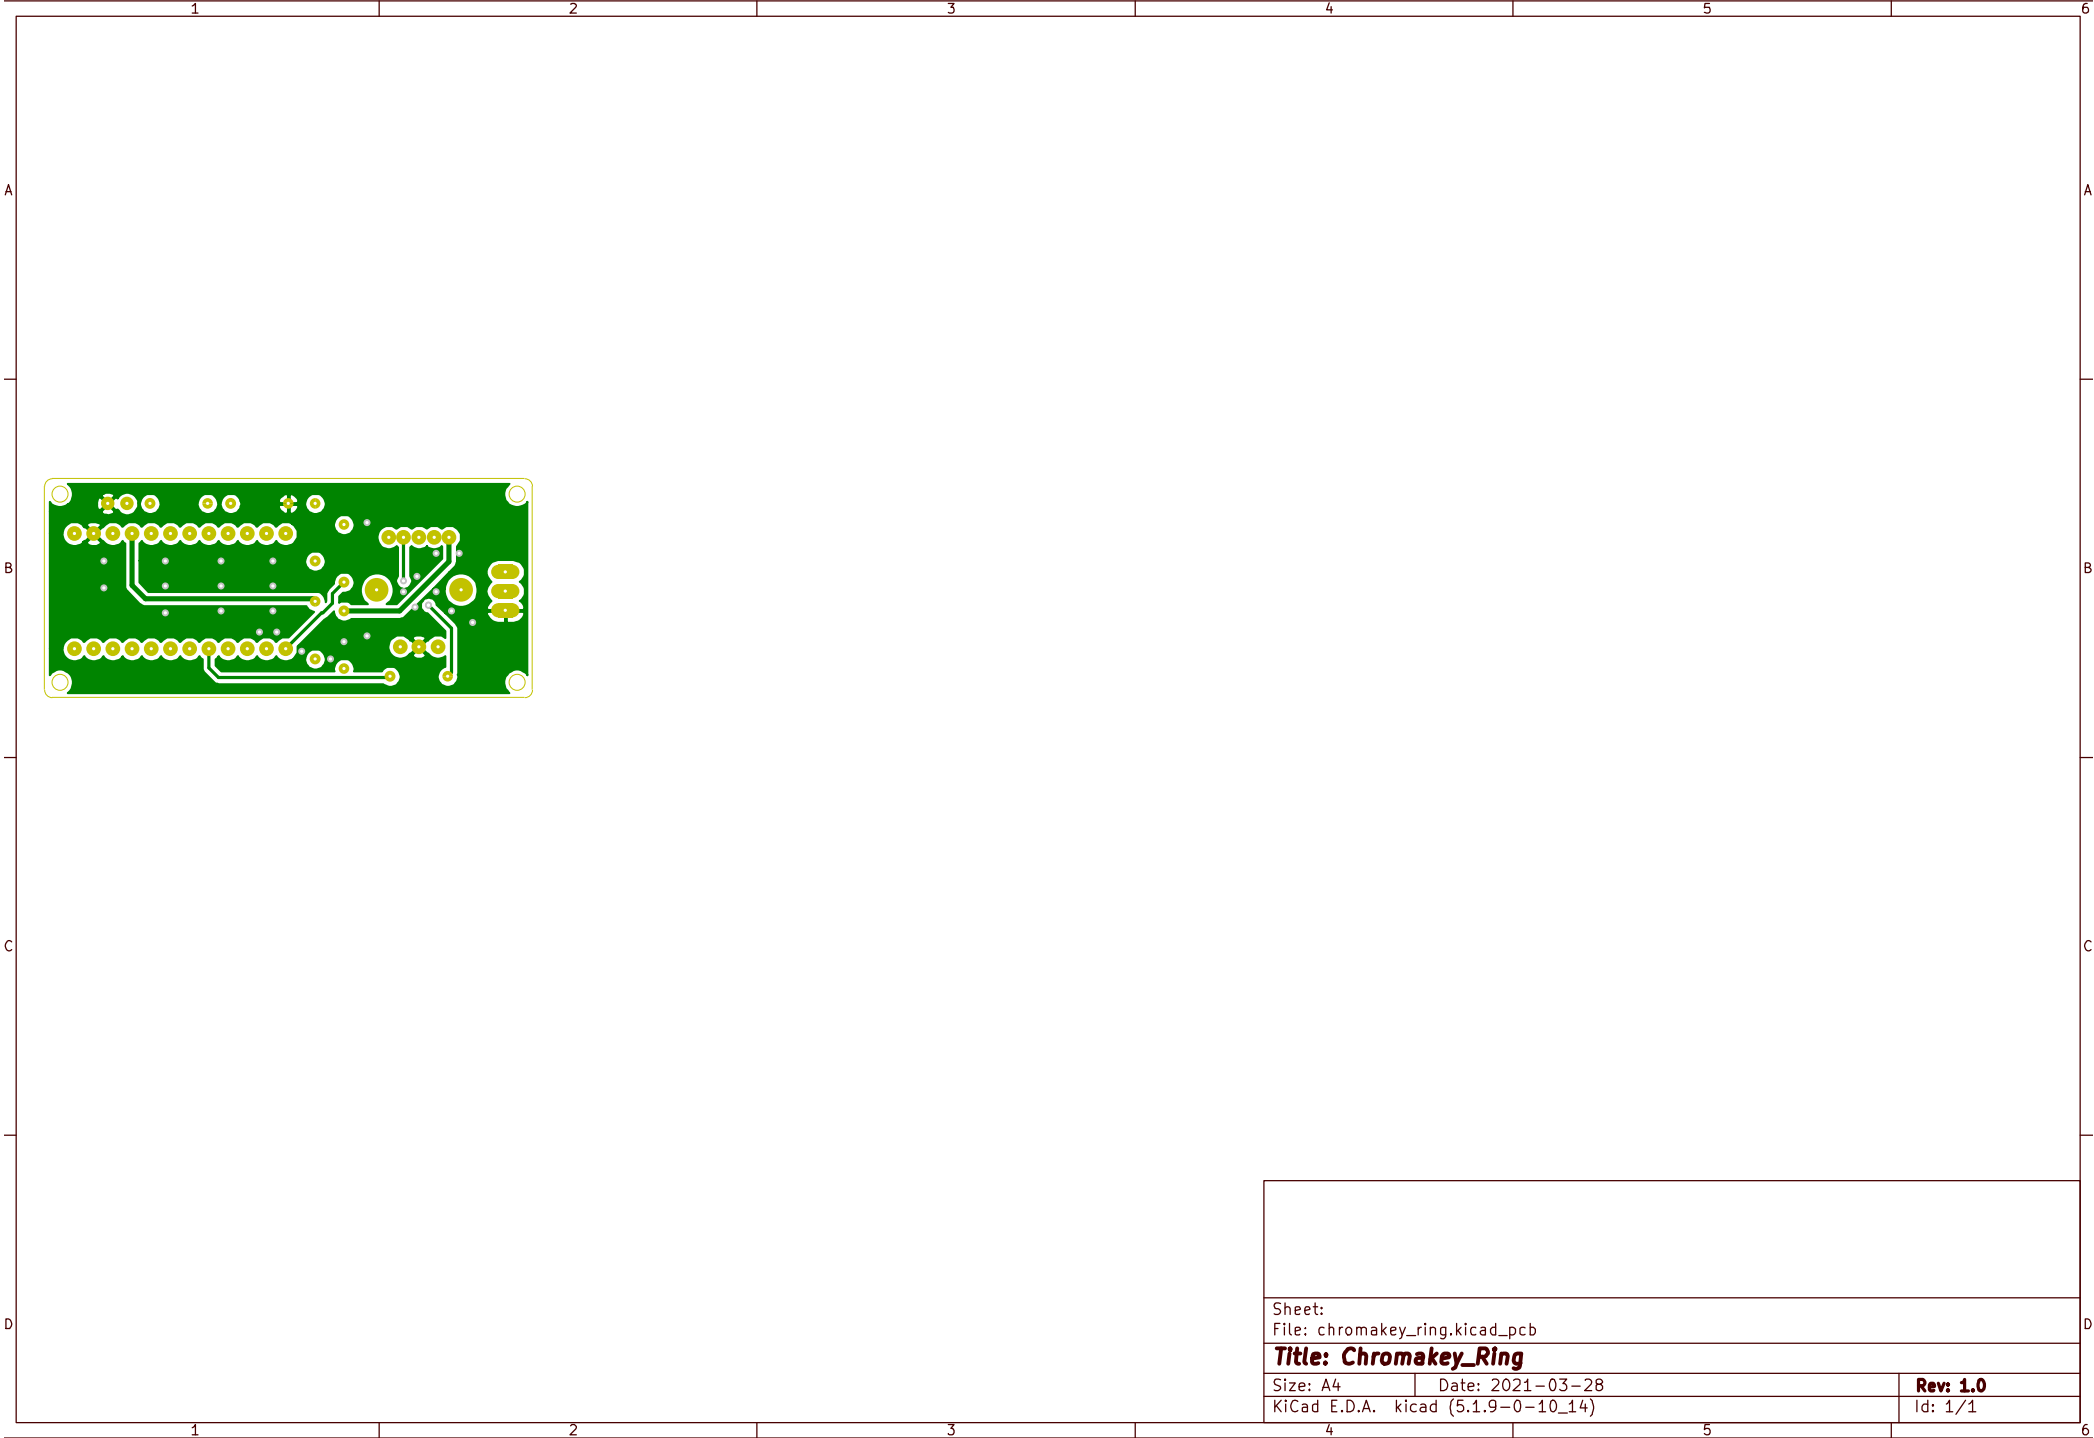 1 2 3 4 5 6
A A
B B
C C
D D
Sheet:
File: chromakey_ring.kicad_pcb
Title: Chromakey_Ring
Size: A4 Date: 2021-03-28 Rev: 1.0
KiCad E.D.A. kicad (5.1.9-0-10_14) Id: 1/1
1 2 3 4 5 6